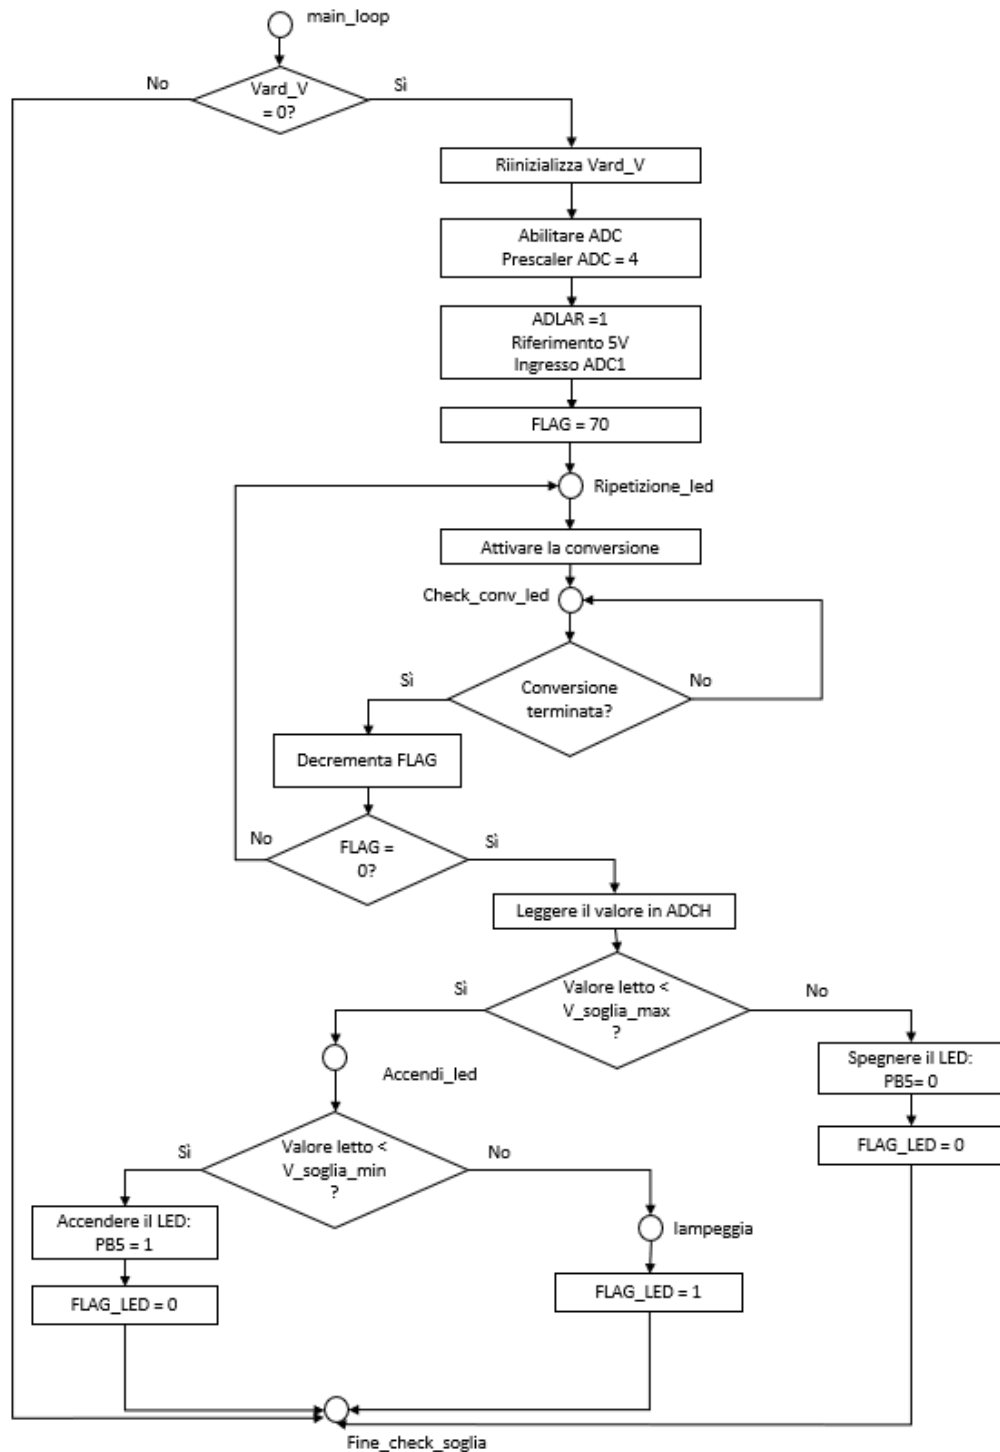 main_loop
No
Vard_V
= 0?
Sì
Riinizializza Vard_V
Abilitare ADC
Prescaler ADC = 4
ADLAR =1
Riferimento 5V
Ingresso ADC1
FLAG = 70
Ripetizione_led
Attivare la conversione
Check_conv_led
Sì
Conversione
terminata?
No
Decrementa FLAG
No
FLAG =
0?
Sì
Leggere il valore in ADCH
Sì
Valore letto <
V_soglia_max
?
No
Accendi_led
Spegnere il LED:
PB5= 0
FLAG_LED = 0
Sì
Valore letto <
V_soglia_min
?
No
Accendere il LED:
PB5 = 1
FLAG_LED = 0
lampeggia
FLAG_LED = 1
Fine_check_soglia